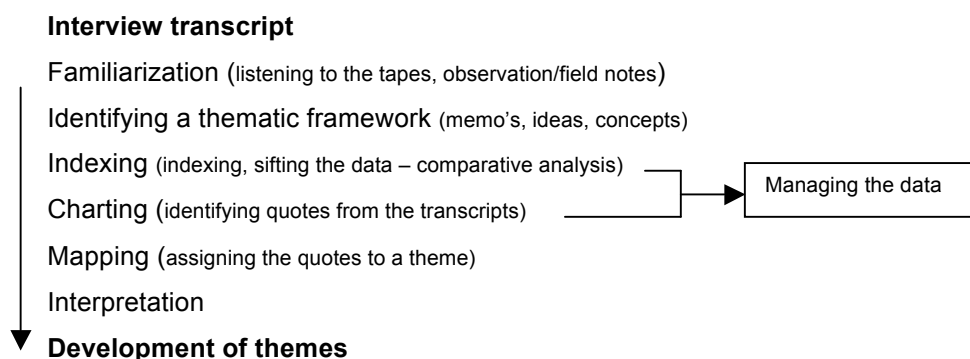 Interview transcript
Familiarization (listening to the tapes, observation/field notes)
Identifying a thematic framework (memo's, ideas, concepts)
Indexing (indexing, sifting the data – comparative analysis)
Managing the data
Charting (identifying quotes from the transcripts)
Mapping (assigning the quotes to a theme)
Interpretation
Development of themes